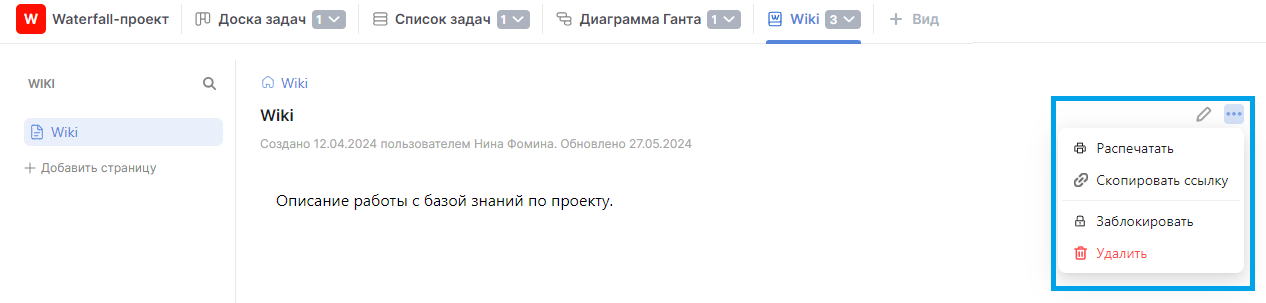 W Waterfall-проект Доска задач 1 Список задач 1 Диаграмма Ганта 1 Wiki 3 + Вид
WIKI
Wiki
Wiki
+ Добавить страницу
Wiki
Создано 12.04.2024 пользователем Нина Фомина. Обновлено 27.05.2024
Описание работы с базой знаний по проекту.
Распечатать
Скопировать ссылку
Заблокировать
Удалить